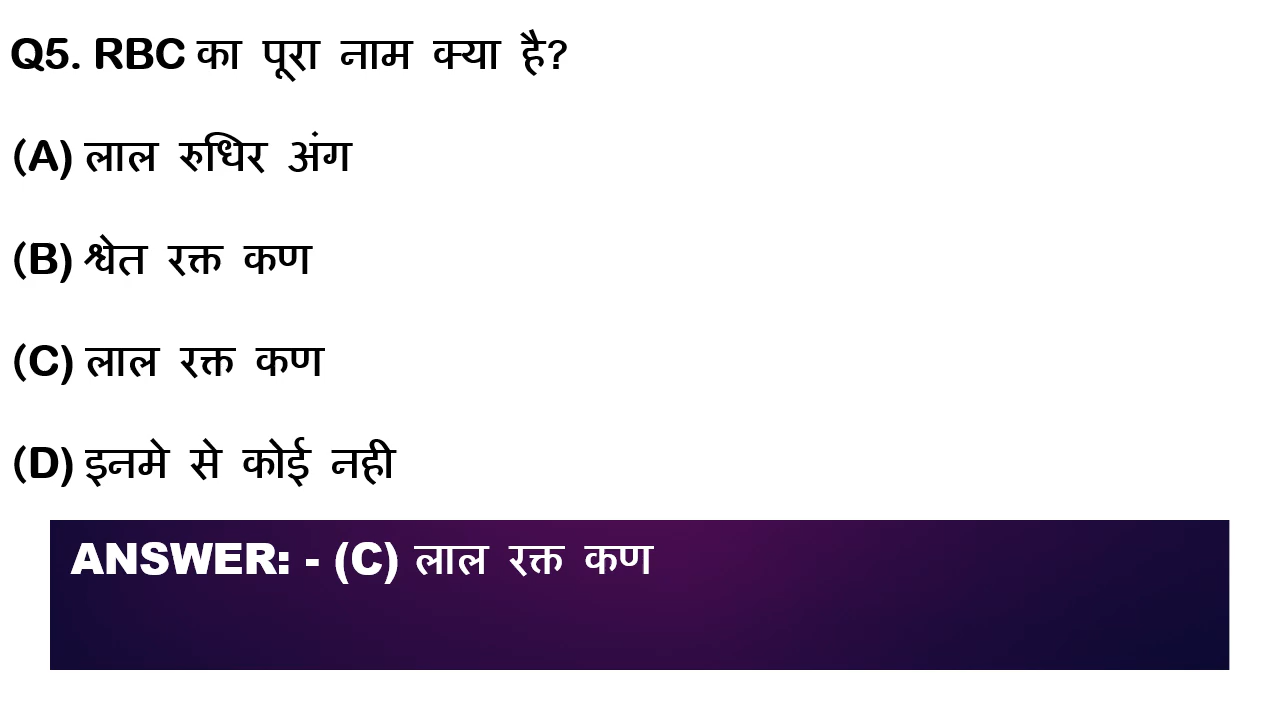 Q5. RBC का पूरा नाम क्या है?
(A) लाल रुधिर अंग
(B) श्वेत रक्त कण
(C) लाल रक्त कण
(D) इनमे से कोई नही
ANSWER: - (C) लाल रक्त कण